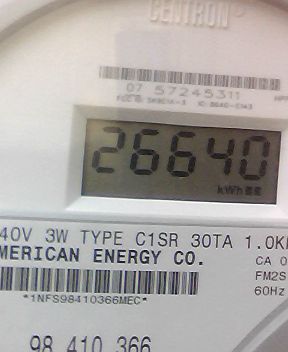 CENTRON
07 57245311
26640
kWh
40V 3W TYPE C1SR 30TA 1.0K
MERICAN ENERGY CO.
CA 0
FM2S
60Hz
*1NFS98410366MEC*
98 410 366